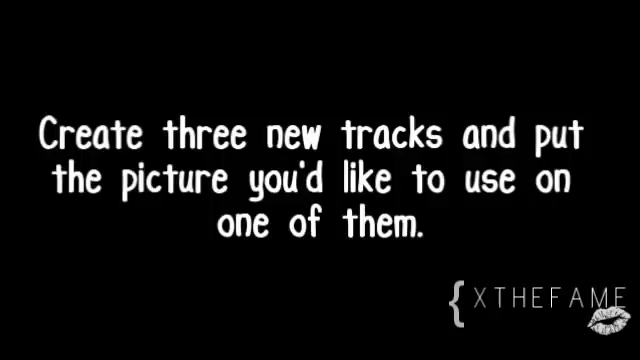 Create three new tracks and put
the picture you'd like to use on
one of them.
{XTHEFAME